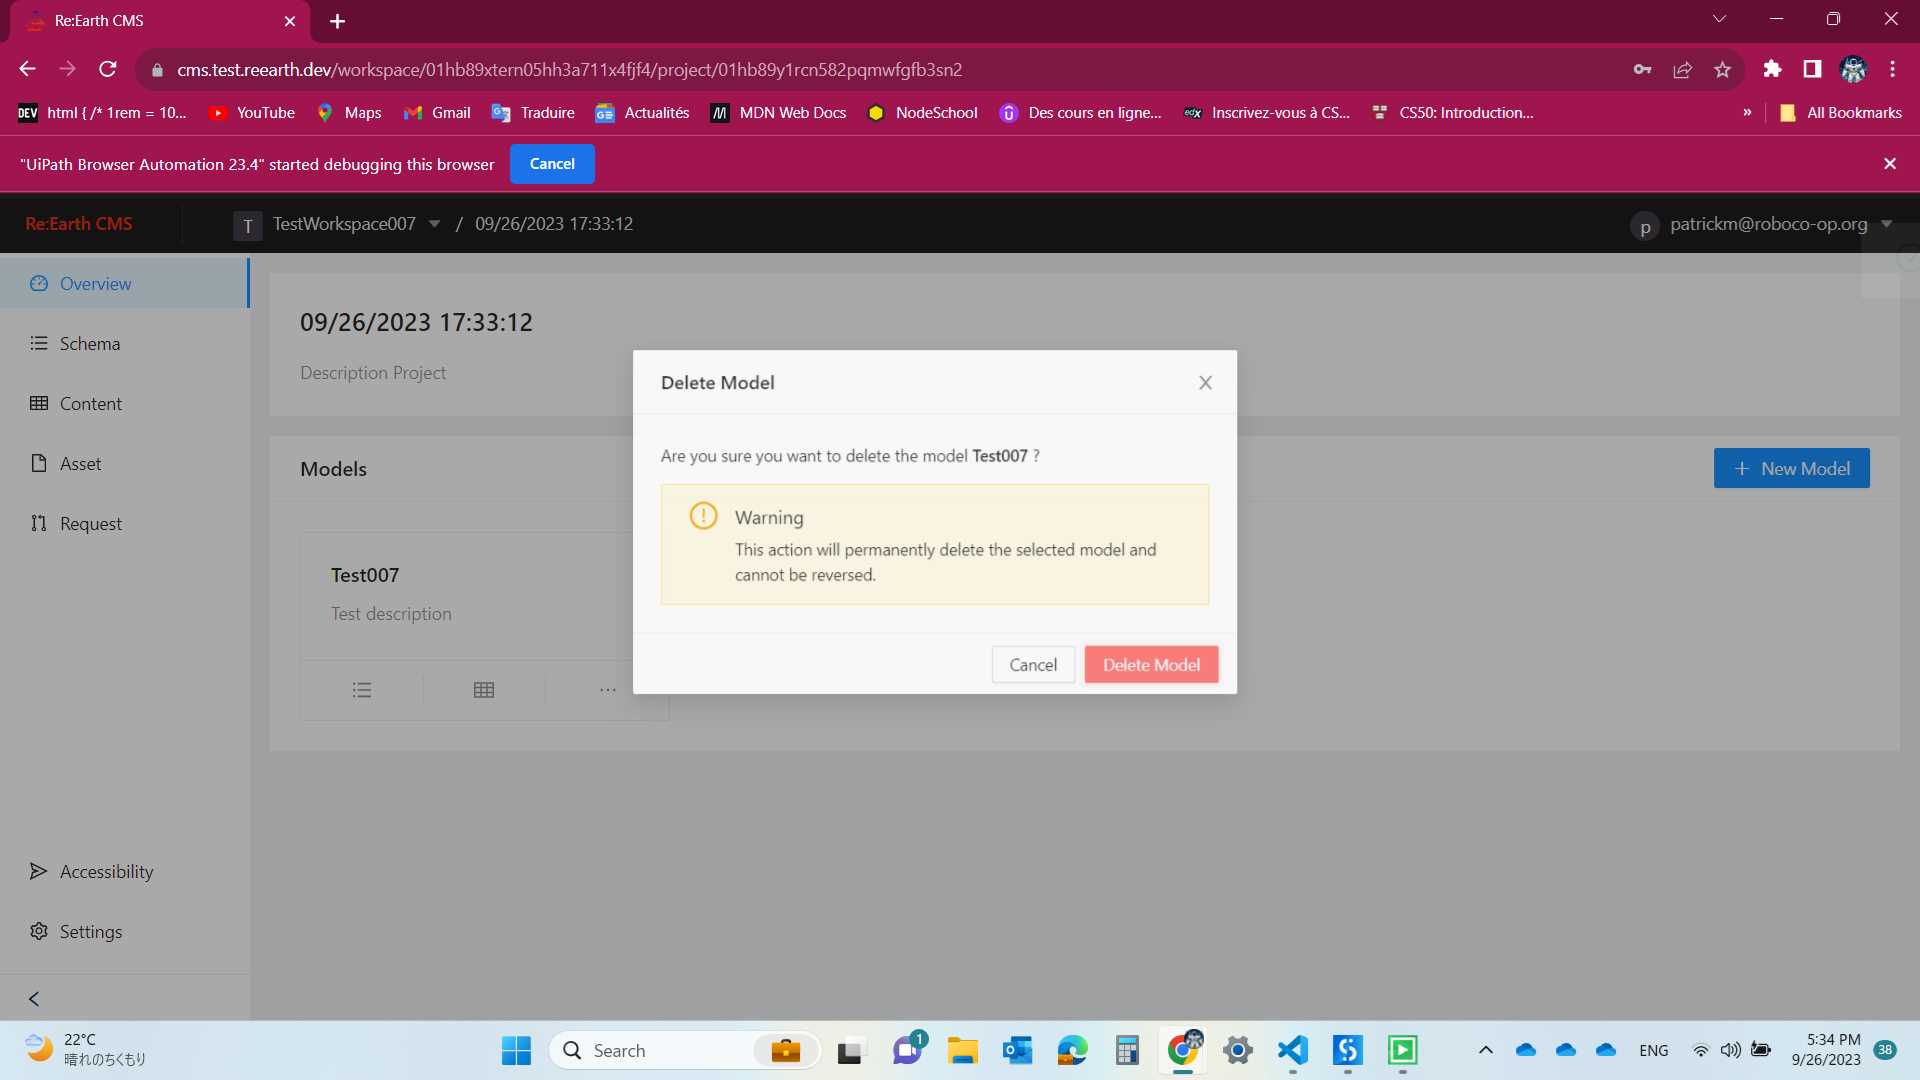 Re:Earth CMS
cms.test.reearth.dev/workspace/01hb89xtern05hh3a711x4fjf4/project/01hb89y1rcn582pqmwfgfb3sn2
DEV html { /* 1rem = 10... YouTube Maps Gmail Traduire Actualités MDN Web Docs NodeSchool Des cours en ligne... edX Inscrivez-vous à CS... CS50: Introduction... » All Bookmarks
"UiPath Browser Automation 23.4" started debugging this browser Cancel
Re:Earth CMS T TestWorkspace007 / 09/26/2023 17:33:12 p patrickm@roboco-op.org
Overview
Schema
Content
Asset
Request
Accessibility
Settings
09/26/2023 17:33:12
Description Project
Models
New Model
Test007
Test description
Delete Model
Are you sure you want to delete the model Test007 ?
Warning
This action will permanently delete the selected model and
cannot be reversed.
Cancel Delete Model
22°C
晴れのちくもり
Search
1
ENG
5:34 PM
9/26/2023
38